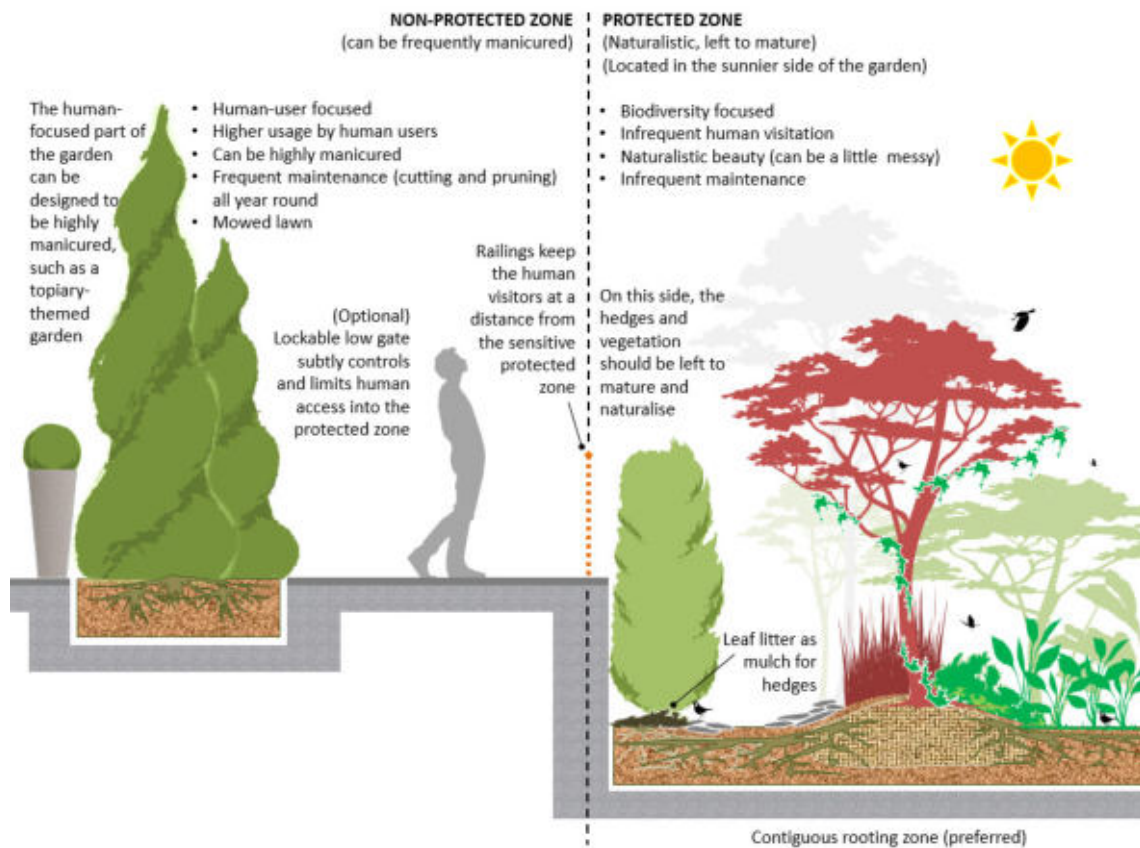 NON-PROTECTED ZONE
(can be frequently manicured)
PROTECTED ZONE
(Naturalistic, left to mature)
(Located in the sunnier side of the garden)
The human-
focused part of
the garden
can be
designed to
be highly
manicured,
such as a
topiary-
themed
garden
• Human-user focused
• Higher usage by human users
• Can be highly manicured
• Frequent maintenance (cutting and pruning)
all year round
• Mowed lawn
• Biodiversity focused
• Infrequent human visitation
• Naturalistic beauty (can be a little messy)
• Infrequent maintenance
(Optional)
Lockable low gate
subtly controls
and limits human
access into the
protected zone
Railings keep
the human
visitors at a
distance from
the sensitive
protected
zone
On this side, the
hedges and
vegetation
should be left to
mature and
naturalise
Leaf litter as
mulch for
hedges
Contiguous rooting zone (preferred)